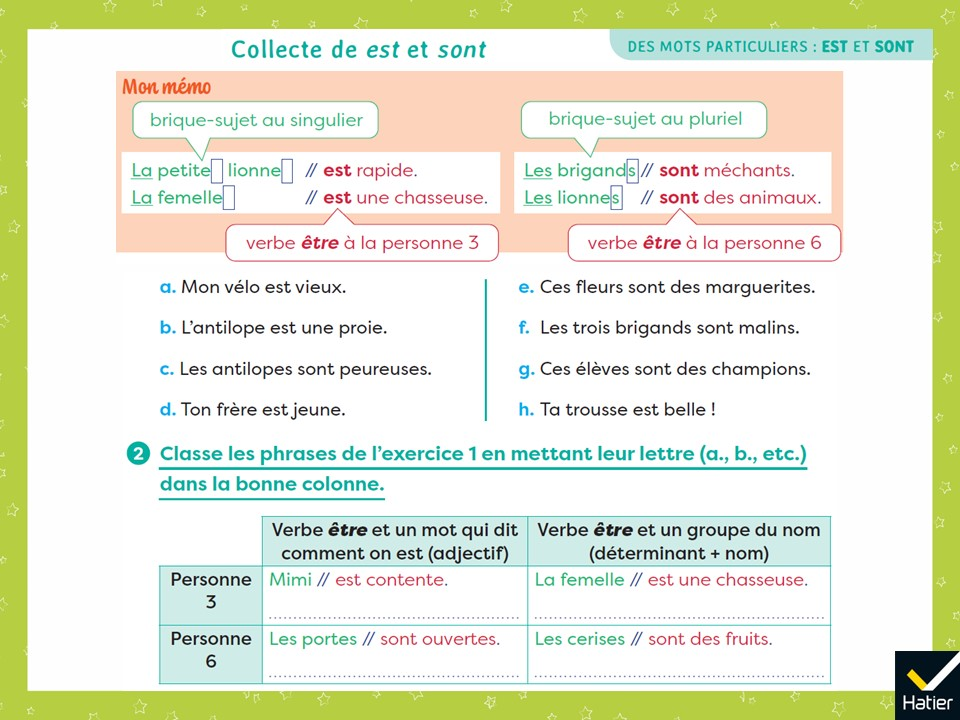 Collecte de est et sont
DES MOTS PARTICULIERS : EST ET SONT
Mon mémo
brique-sujet au singulier
brique-sujet au pluriel
La petite lionne // est rapide.
La femelle // est une chasseuse.
Les brigands // sont méchants.
Les lionnes // sont des animaux.
verbe être à la personne 3
verbe être à la personne 6
a. Mon vélo est vieux.
b. L’antilope est une proie.
c. Les antilopes sont peureuses.
d. Ton frère est jeune.
e. Ces fleurs sont des marguerites.
f. Les trois brigands sont malins.
g. Ces élèves sont des champions.
h. Ta trousse est belle !
2 Classe les phrases de l’exercice 1 en mettant leur lettre (a., b., etc.)
dans la bonne colonne.
Verbe être et un mot qui dit
comment on est (adjectif)
Verbe être et un groupe du nom
(déterminant + nom)
Personne
3
Mimi // est contente.
La femelle // est une chasseuse.
Personne
6
Les portes // sont ouvertes.
Les cerises // sont des fruits.
Hatier